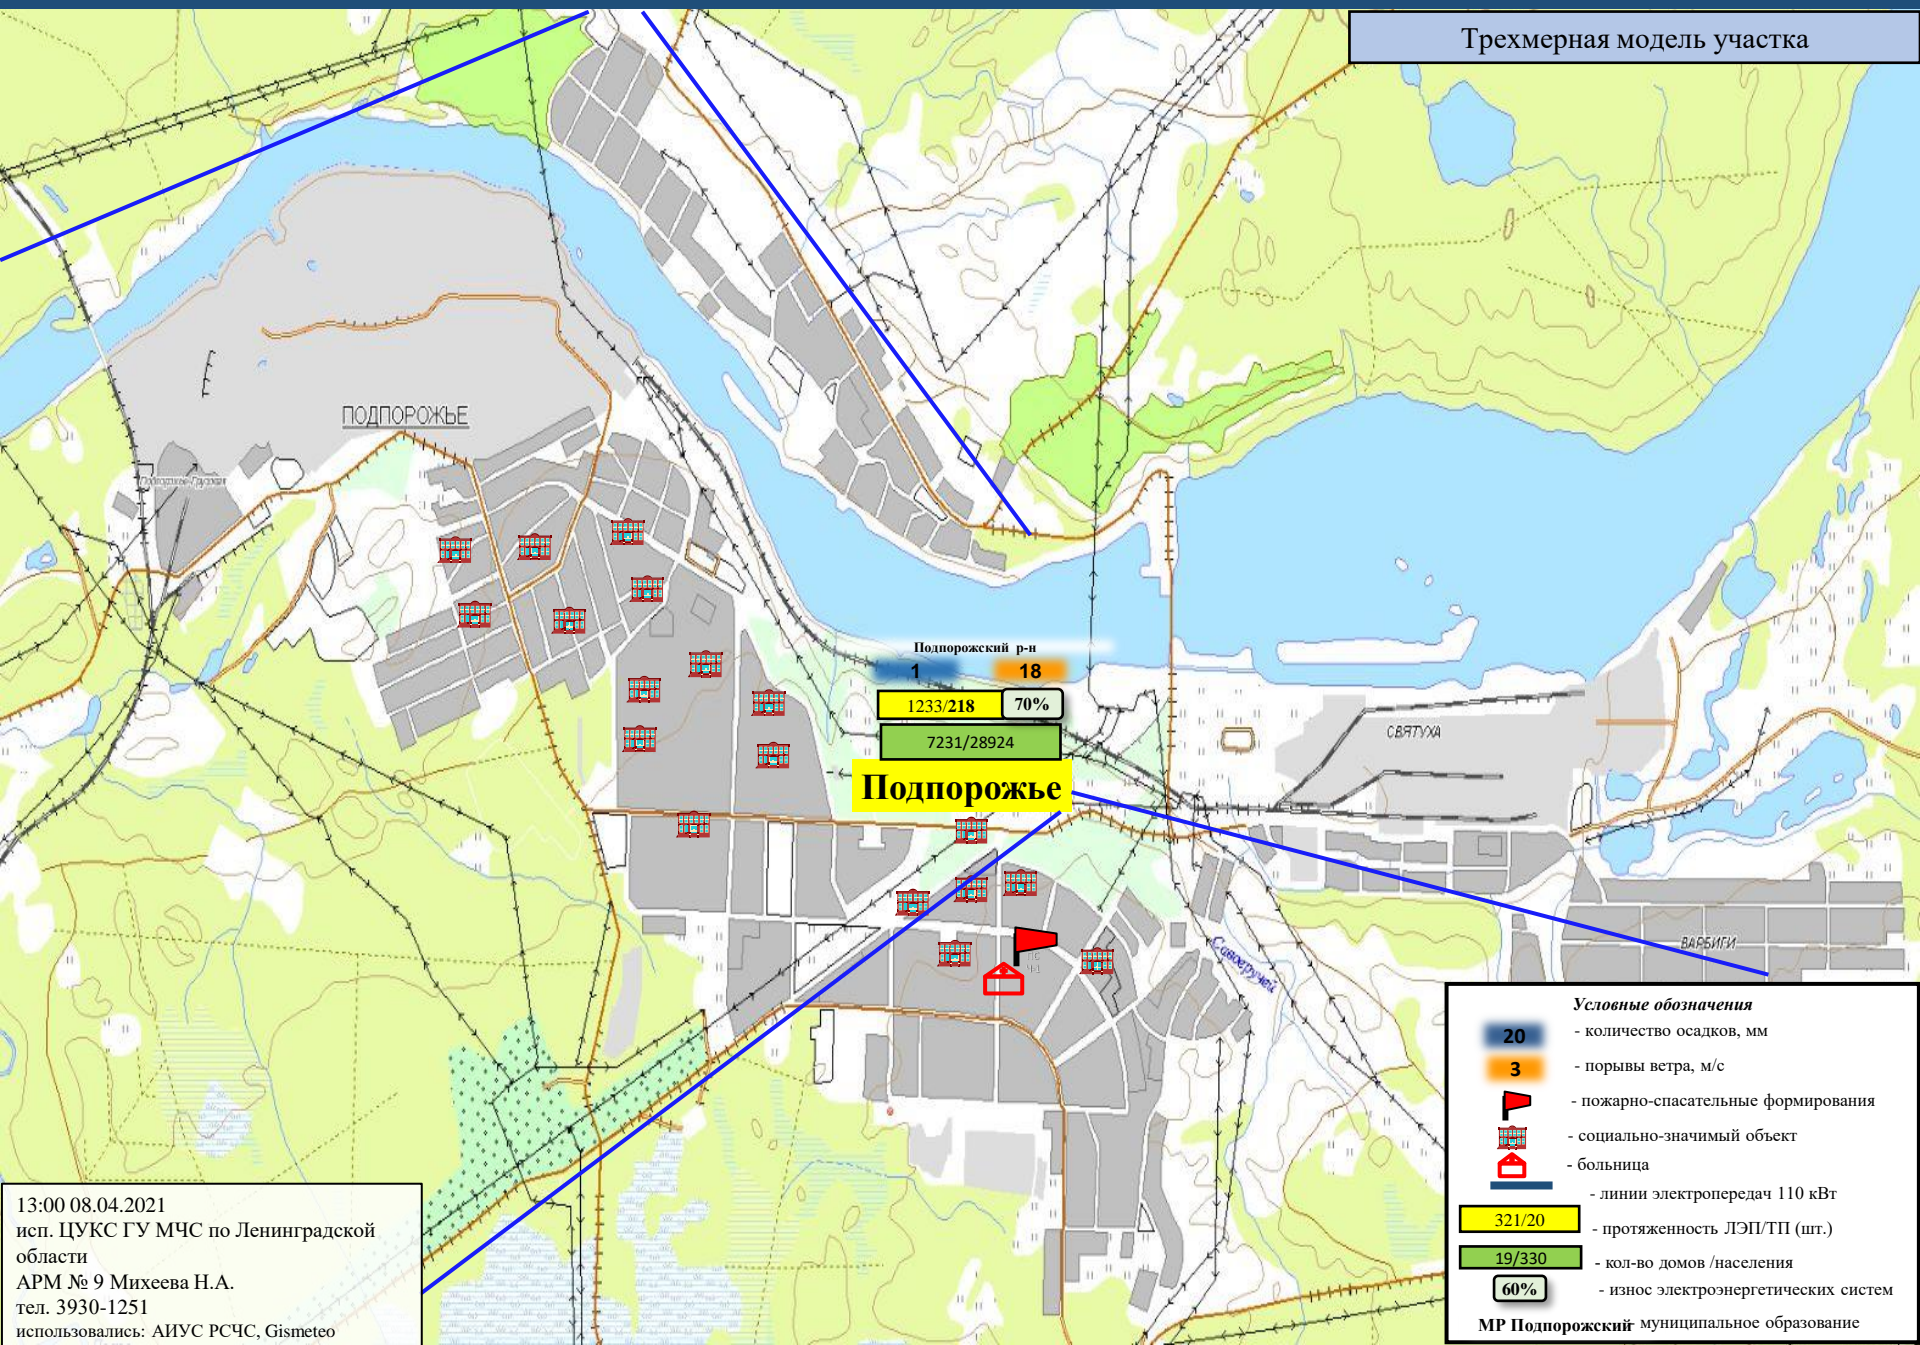 Трехмерная модель участка
ПОДПОРОЖЬЕ
Подпорожский р-н
1 18
1233/218 70%
7231/28924
Подпорожье
СВЯТУХА
ВАРБИГИ
Условные обозначения
20 - количество осадков, мм
3 - порывы ветра, м/с
- пожарно-спасательные формирования
- социально-значимый объект
- больница
- линии электропередач 110 кВт
321/20 - протяженность ЛЭП/ТП (шт.)
19/330 - кол-во домов /населения
60% - износ электроэнергетических систем
МР Подпорожский - муниципальное образование
13:00 08.04.2021
исп. ЦУКС ГУ МЧС по Ленинградской
области
АРМ № 9 Михеева Н.А.
тел. 3930-1251
использовались: АИУС РСЧС, Gismeteo